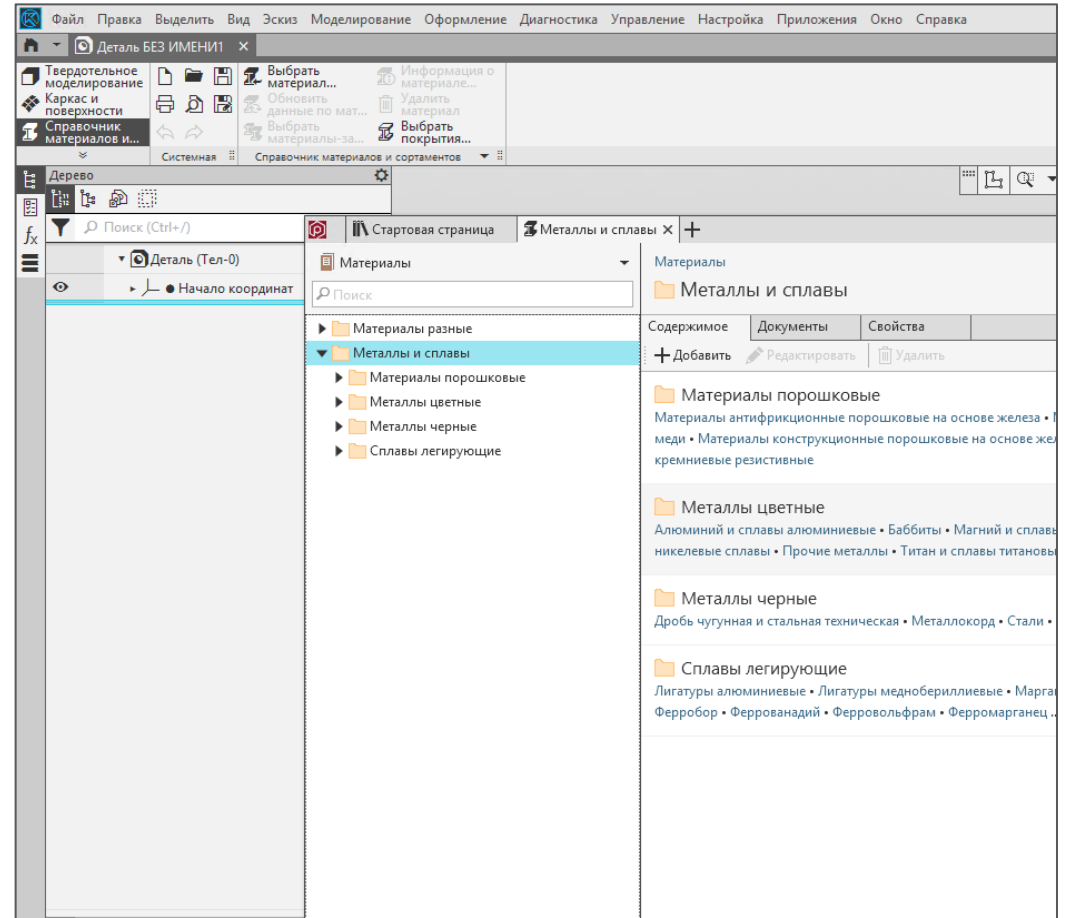 Файл Правка Выделить Вид Эскиз Моделирование Оформление Диагностика Управление Настройка Приложения Окно Справка
Деталь БЕЗ ИМЕНИ1
Твердотельное моделирование
Каркас и поверхности
Справочник материалов и...
Системная
Выбрать материал...
Обновить данные по мат...
Выбрать материалы-за...
Информация о материале...
Удалить материал
Выбрать покрытия...
Справочник материалов и сортаментов
Дерево
Поиск (Ctrl+/)
Деталь (Тел-0)
Начало координат
Стартовая страница
Металлы и сплавы
Материалы
Поиск
Материалы разные
Металлы и сплавы
Материалы порошковые
Металлы цветные
Металлы черные
Сплавы легирующие
Материалы
Металлы и сплавы
Содержимое Документы Свойства
Добавить Редактировать Удалить
Материалы порошковые
Материалы антифрикционные порошковые на основе железа •
меди • Материалы конструкционные порошковые на основе
кремниевые резистивные
Металлы цветные
Алюминий и сплавы алюминиевые • Баббиты • Магний и сплавы
никелевые сплавы • Прочие металлы • Титан и сплавы титановы
Металлы черные
Дробь чугунная и стальная техническая • Металлокорд • Стали •
Сплавы легирующие
Лигатуры алюминиевые • Лигатуры меднобериллиевые •
Ферробор • Феррованадий • Ферровольфрам • Ферромарганец ..